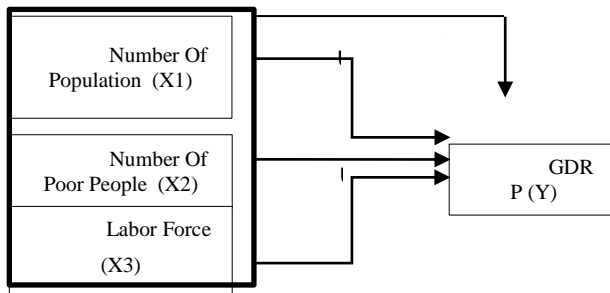 Number Of
Population (X1)
Number Of
Poor People (X2)
Labor Force
(X3)
GDR
P (Y)